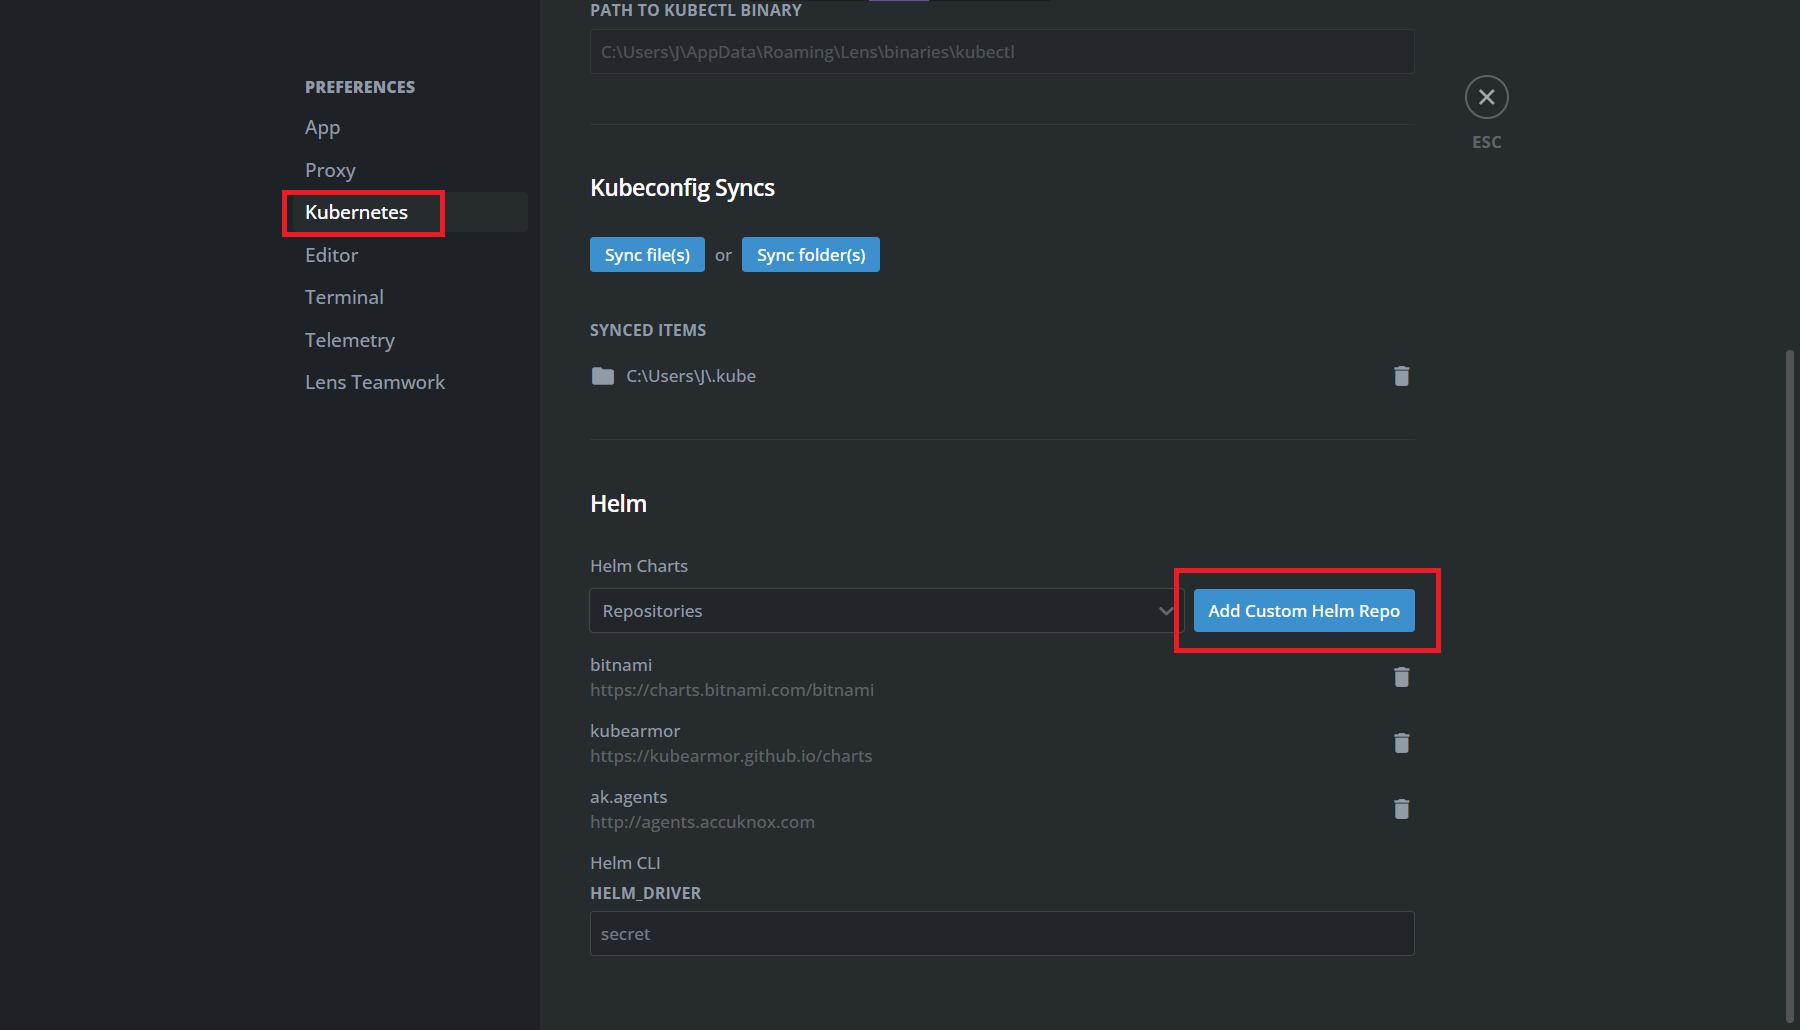 PREFERENCES
App
Proxy
Kubernetes
Editor
Terminal
Telemetry
Lens Teamwork
PATH TO KUBECTL BINARY
C:\Users\J\AppData\Roaming\Lens\binaries\kubectl
ESC
Kubeconfig Syncs
Sync file(s) or Sync folder(s)
SYNCED ITEMS
C:\Users\J\.kube
Helm
Helm Charts
Repositories
Add Custom Helm Repo
bitnami
https://charts.bitnami.com/bitnami
kubearmor
https://kubearmor.github.io/charts
ak.agents
http://agents.accuknox.com
Helm CLI
HELM_DRIVER
secret